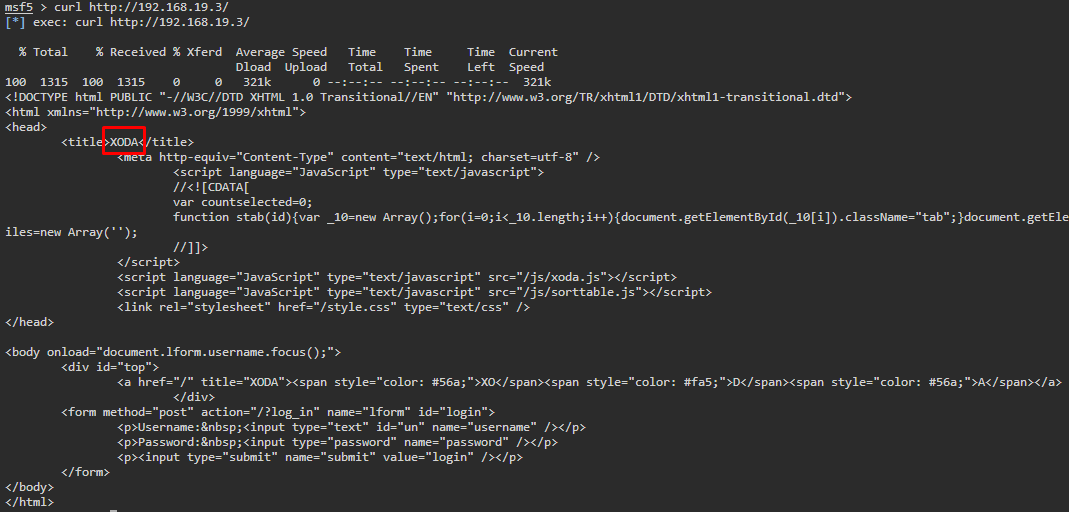 msf5 > curl http://192.168.19.3/
[*] exec: curl http://192.168.19.3/
% Total % Received % Xferd Average Speed Time Time Time Current
Dload Upload Total Spent Left Speed
100 1315 100 1315 0 0 321k 0 --:--:-- --:--:-- --:--:-- 321k
<!DOCTYPE html PUBLIC "-//W3C//DTD XHTML 1.0 Transitional//EN" "http://www.w3.org/TR/xhtml1/DTD/xhtml1-transitional.dtd">
<html xmlns="http://www.w3.org/1999/xhtml">
<head>
<title>XODA</title>
<meta http-equiv="Content-Type" content="text/html; charset=utf-8" />
<script language="JavaScript" type="text/javascript">
//<![CDATA[
var countselected=0;
function stab(id){var _10=new Array();for(i=0;i<_10.length;i++){document.getElementById(_10[i]).className="tab";}document.getEle
iles=new Array('');
//]]>
</script>
<script language="JavaScript" type="text/javascript" src="/js/xoda.js"></script>
<script language="JavaScript" type="text/javascript" src="/js/sorttable.js"></script>
<link rel="stylesheet" href="/style.css" type="text/css" />
</head>
<body onload="document.lform.username.focus();">
<div id="top">
<a href="/" title="XODA"><span style="color: #56a;">XO</span><span style="color: #fa5;">D</span><span style="color: #56a;">A</span></a>
</div>
<form method="post" action="/?log_in" name="lform" id="login">
<p>Username:&nbsp;<input type="text" id="un" name="username" /></p>
<p>Password:&nbsp;<input type="password" name="password" /></p>
<p><input type="submit" name="submit" value="login" /></p>
</form>
</body>
</html>